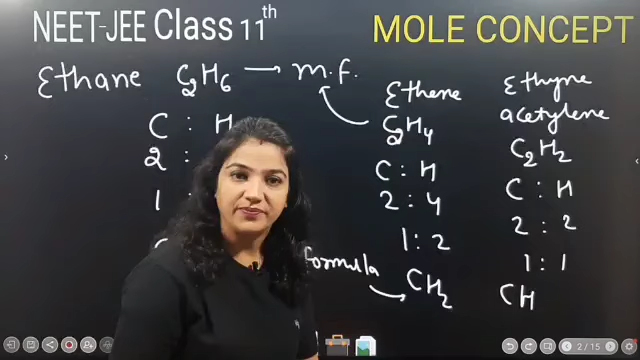 NEET-JEE Class 11th
MOLE CONCEPT
Ethane C2H6 → m.f.
C : H
2 :
1 :
Ethene
C2H4
C : H
2 : 4
1 : 2
formula
CH2
Ethyne
acetylene
C2H2
C : H
2 : 2
1 : 1
CH
2 / 15